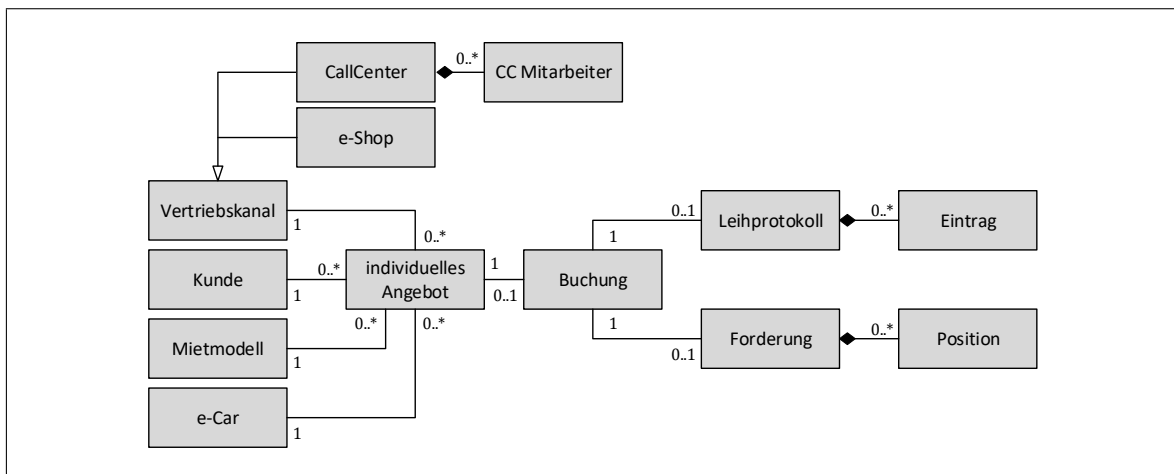 CallCenter
0..*
CC Mitarbeiter
e-Shop
Vertriebskanal
1
0..*
Kunde
1
0..*
individuelles
Angebot
1
0..1
Buchung
1
0..1
Leihprotokoll
0..*
Eintrag
1
0..1
Forderung
0..*
Position
Mietmodell
1
0..*
0..*
e-Car
1